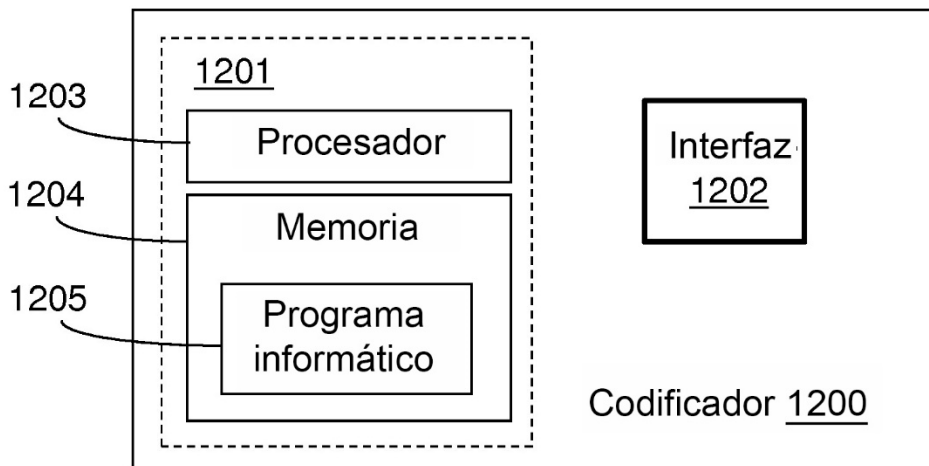 1201
1203
Procesador
Interfaz
1202
1204
Memoria
1205
Programa
informático
Codificador 1200